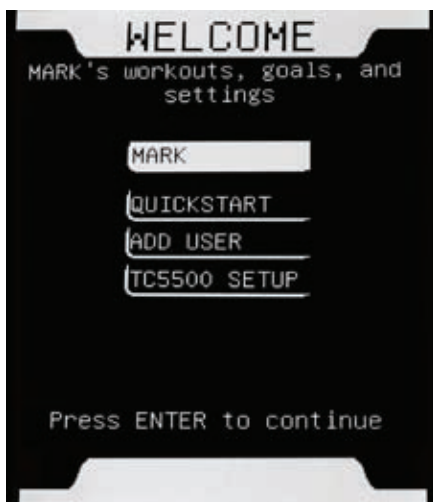 WELCOME
MARK's workouts, goals, and
settings
MARK
QUICKSTART
ADD USER
TC5500 SETUP
Press ENTER to continue